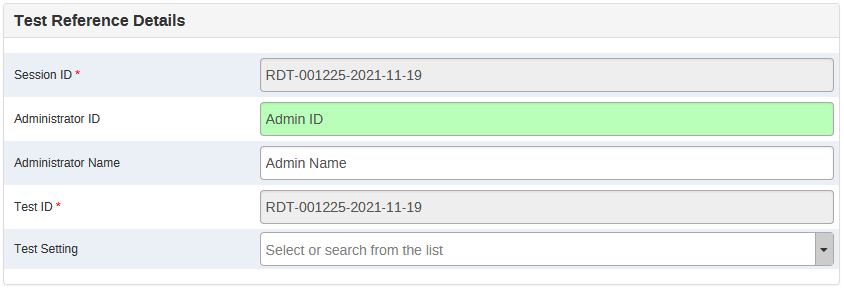 Test Reference Details
Session ID * RDT-001225-2021-11-19
Administrator ID Admin ID
Administrator Name Admin Name
Test ID * RDT-001225-2021-11-19
Test Setting Select or search from the list